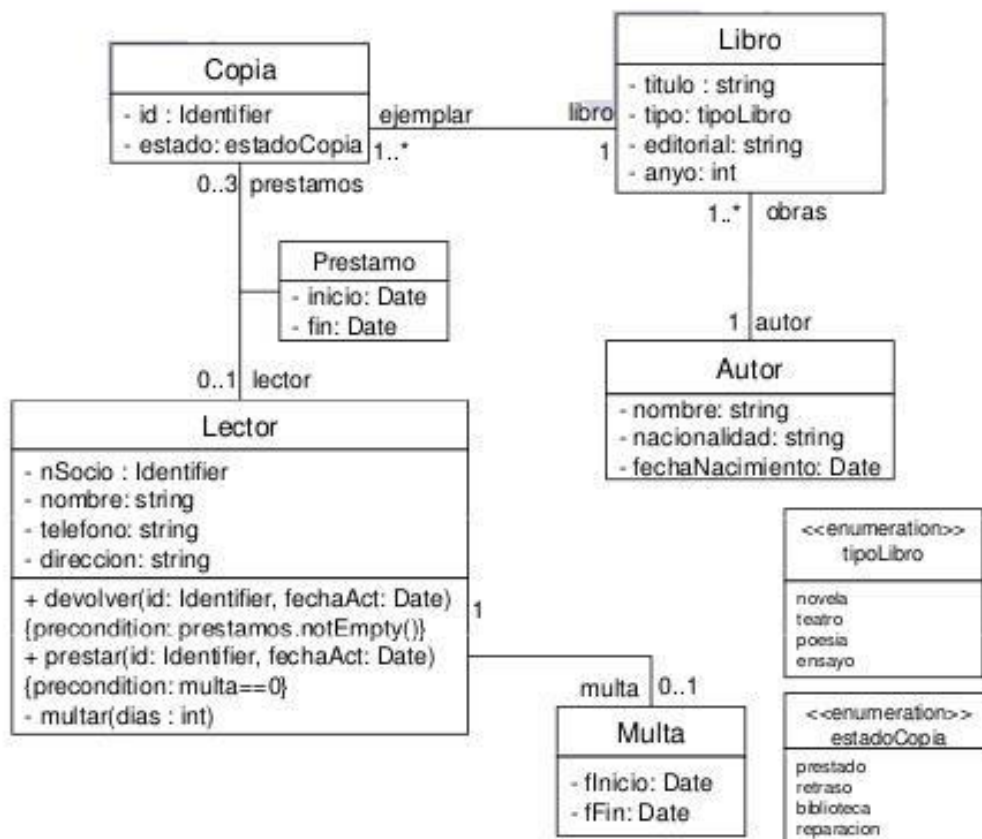 Copia
- id : Identifier
- estado: estadoCopia
ejemplar
1..*
libro
1
Libro
- titulo : string
- tipo: tipoLibro
- editorial: string
- anyo: int
0..3 prestamos
1..* obras
Prestamo
- inicio: Date
- fin: Date
1 autor
Autor
- nombre: string
- nacionalidad: string
- fechaNacimiento: Date
0..1 lector
Lector
- nSocio : Identifier
- nombre: string
- telefono: string
- direccion: string
+ devolver(id: Identifier, fechaAct: Date)
{precondition: prestamos.notEmpty()}
+ prestar(id: Identifier, fechaAct: Date)
{precondition: multa==0}
- multar(dias : int)
1
multa 0..1
Multa
- fInicio: Date
- fFin: Date
<<enumeration>>
tipoLibro
novela
teatro
poesia
ensayo
<<enumeration>>
estadoCopia
prestado
retraso
biblioteca
reparacion